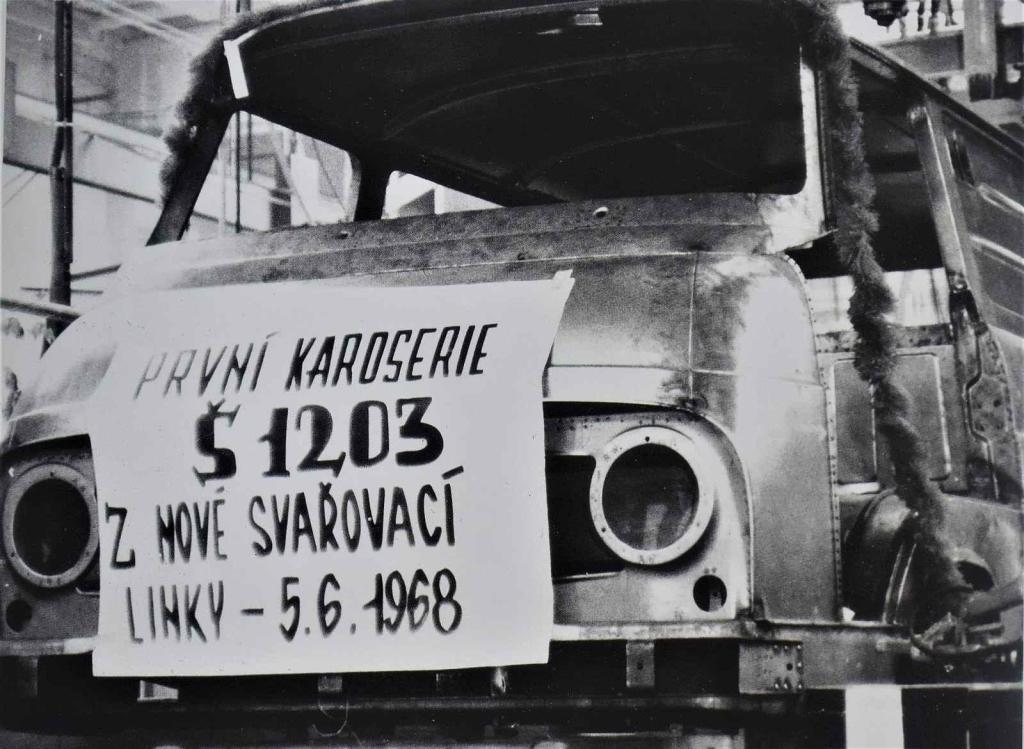 PRVNÍ KAROSERIE
Š 1203
Z NOVÉ SVAŘOVACÍ
LINKY - 5.6.1968